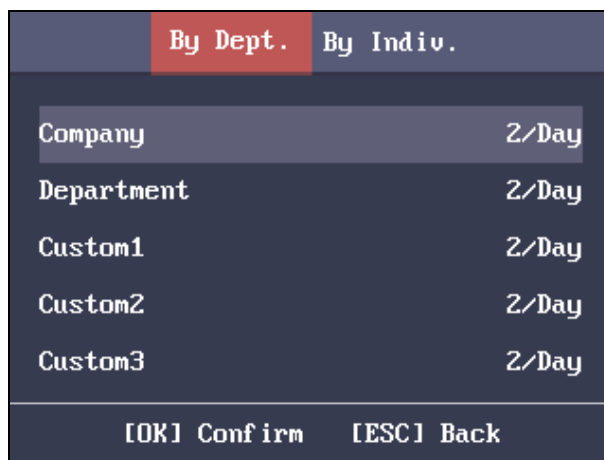 By Dept. By Indiv.
Company 2/Day
Department 2/Day
Custom1 2/Day
Custom2 2/Day
Custom3 2/Day
[OK] Confirm [ESC] Back